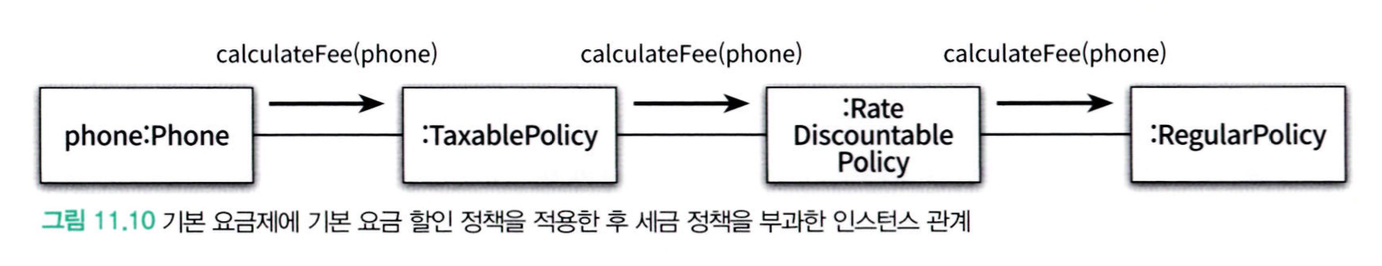 calculateFee(phone) calculateFee(phone) calculateFee(phone)
phone:Phone
:TaxablePolicy
:Rate
Discountable
Policy
:RegularPolicy
그림 11.10 기본 요금제에 기본 요금 할인 정책을 적용한 후 세금 정책을 부과한 인스턴스 관계